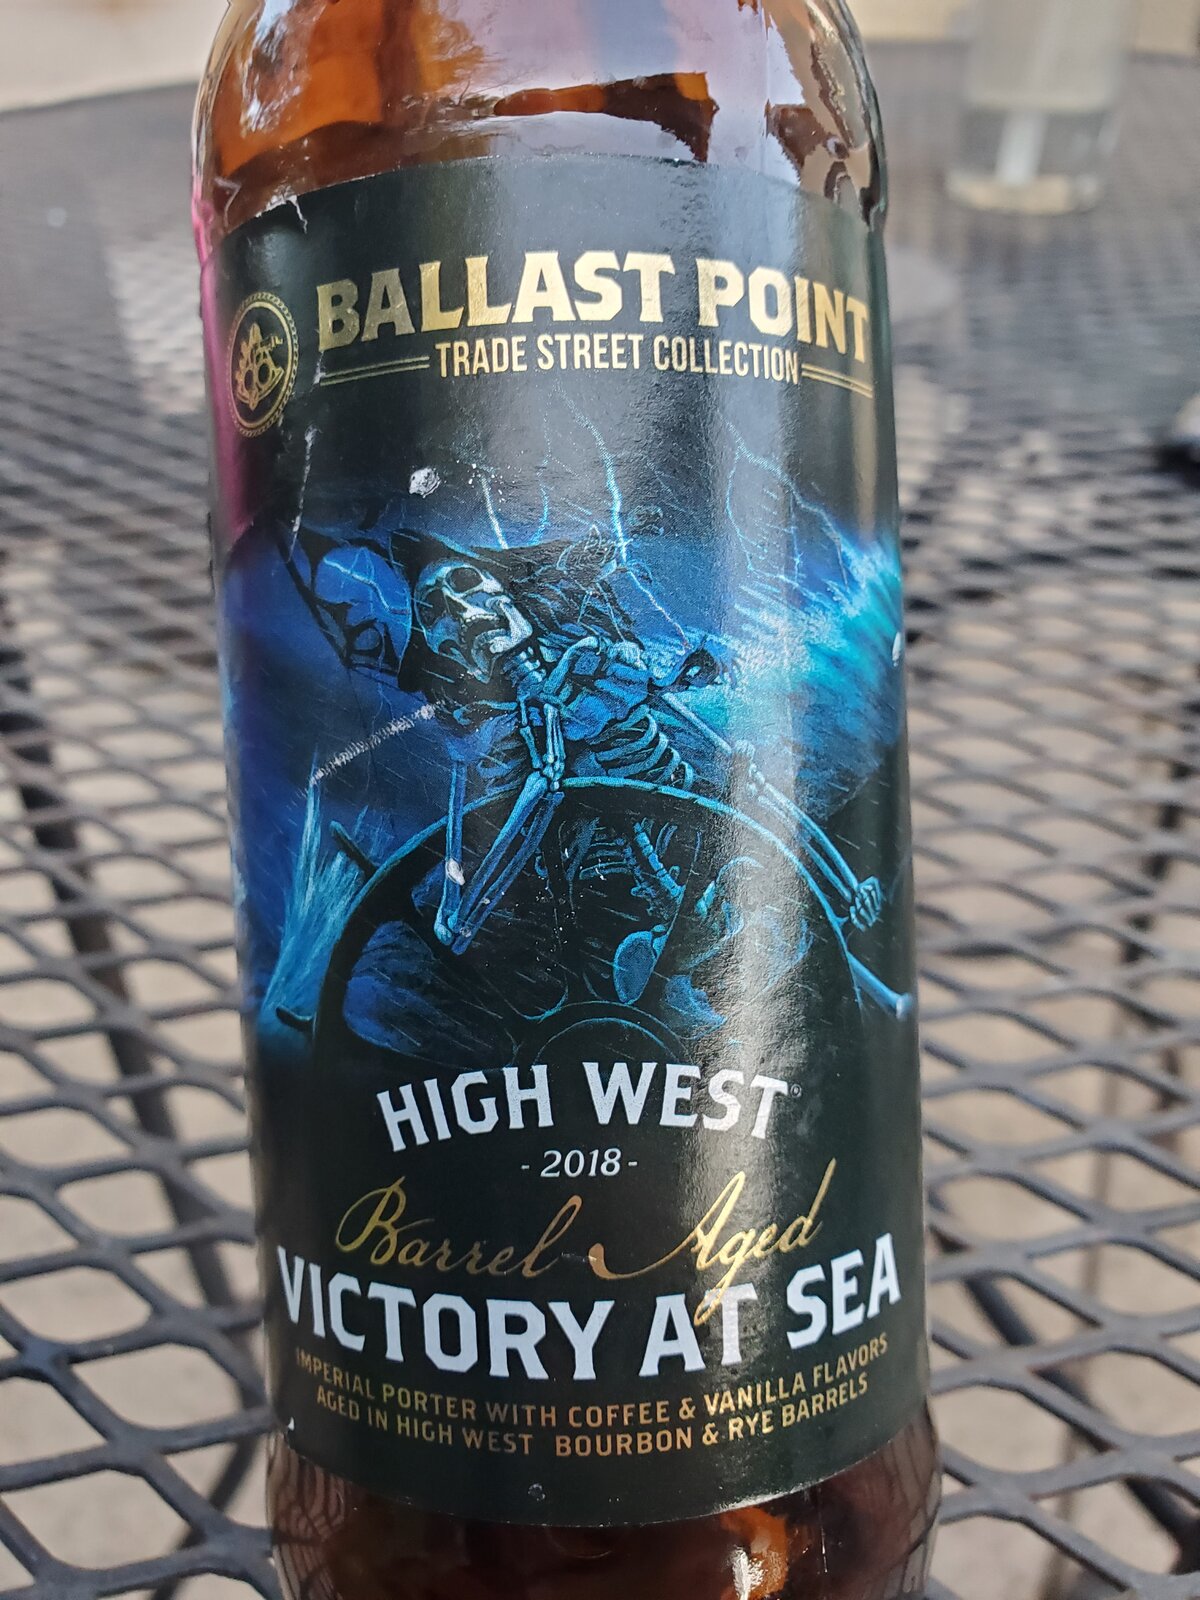 BALLAST POINT
TRADE STREET COLLECTION
HIGH WEST®
- 2018 -
Barrel Aged
VICTORY AT SEA
IMPERIAL PORTER WITH COFFEE & VANILLA FLAVORS
AGED IN HIGH WEST BOURBON & RYE BARRELS